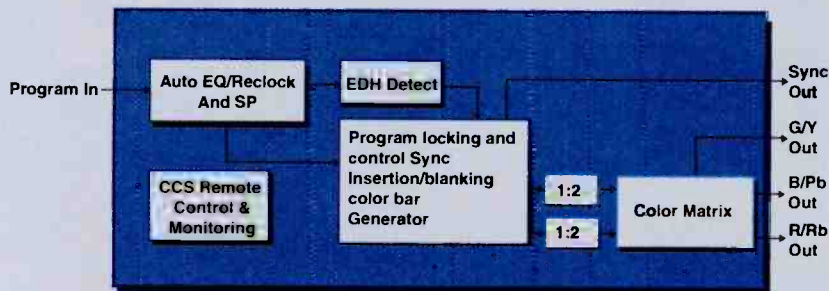 Program In
Auto EQ/Reclock
And SP
EDH Detect
Program locking and
control Sync
Insertion/blanking
color bar
Generator
CCS Remote
Control &
Monitoring
1:2
1:2
Color Matrix
Sync
Out
G/Y
Out
B/Pb
Out
R/Rb
Out